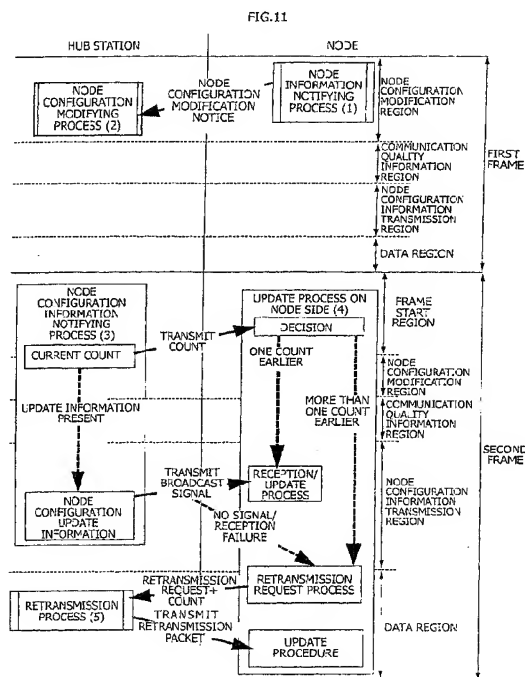 FIG.11
HUB STATION
NODE
NODE
CONFIGURATION
MODIFYING
PROCESS (2)
NODE
CONFIGURATION
MODIFICATION
NOTICE
NODE
INFORMATION
NOTIFYING
PROCESS (1)
NODE
CONFIGURATION
MODIFICATION
REGION
COMMUNICATION
QUALITY
INFORMATION
REGION
NODE
CONFIGURATION
INFORMATION
TRANSMISSION
REGION
DATA REGION
FIRST
FRAME
NODE
CONFIGURATION
INFORMATION
NOTIFYING
PROCESS (3)
CURRENT COUNT
TRANSMIT
COUNT
UPDATE PROCESS ON
NODE SIDE (4)
DECISION
ONE COUNT
EARLIER
MORE THAN
ONE COUNT
EARLIER
FRAME
START
REGION
NODE
CONFIGURATION
MODIFICATION
REGION
COMMUNICATION
QUALITY
INFORMATION
REGION
UPDATE INFORMATION
PRESENT
NODE
CONFIGURATION
UPDATE
INFORMATION
TRANSMIT
BROADCAST
SIGNAL
RECEPTION/
UPDATE
PROCESS
NO SIGNAL/
RECEPTION
FAILURE
NODE
CONFIGURATION
INFORMATION
TRANSMISSION
REGION
SECOND
FRAME
RETRANSMISSION
REQUEST+
COUNT
RETRANSMISSION
REQUEST PROCESS
RETRANSMISSION
PROCESS (5)
TRANSMIT
RETRANSMISSION
PACKET
UPDATE
PROCEDURE
DATA REGION